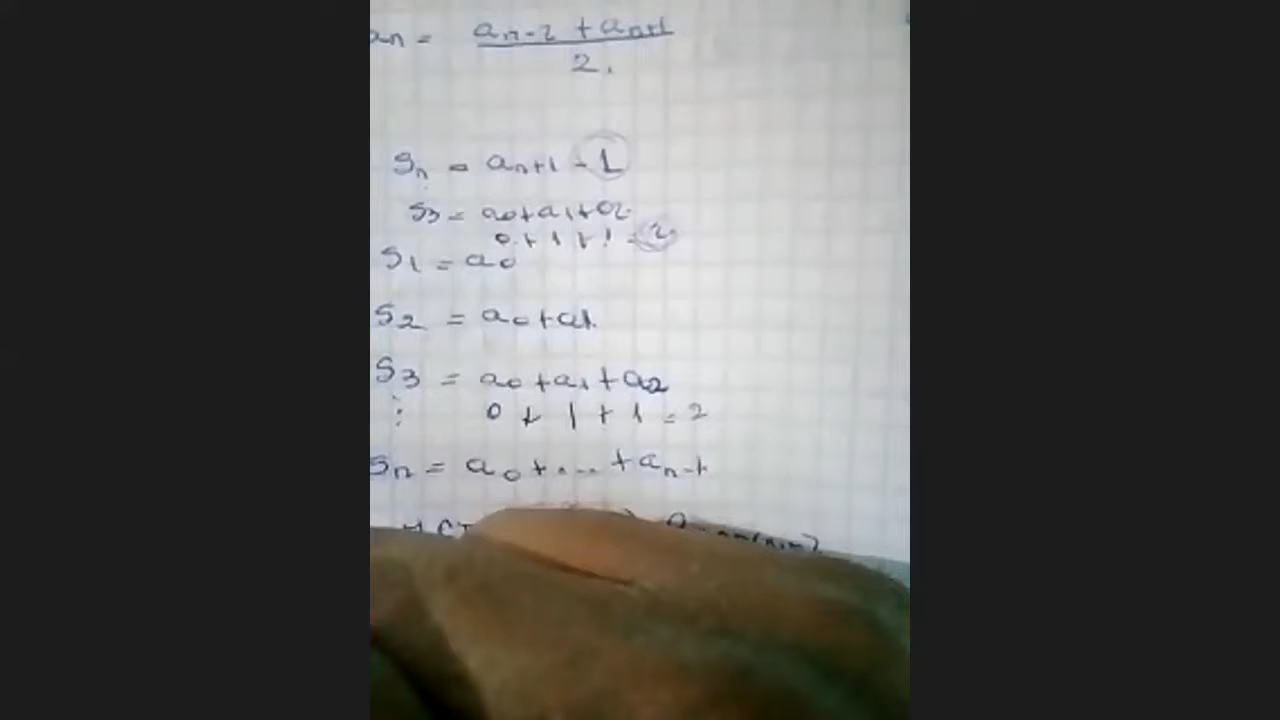 an = (an-2 + an+1) / 2.
Sn = an+1 - 1
S3 = a0+a1+a2
0 + 1 + 1 = 2
S1 = a0
S2 = a0+a1
S3 = a0+a1+a2
⋮ 0 + 1 + 1 = 2
Sn = a0+...+an-1